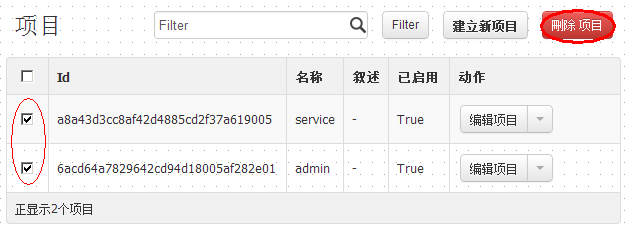 项目 Filter Filter 建立新项目 刪除 项目
Id 名称 叙述 已启用 动作
a8a43d3cc8af42d4885cd2f37a619005 service - True 编辑项目
6acd64a7829642cd94d18005af282e01 admin - True 编辑项目
正显示2个项目